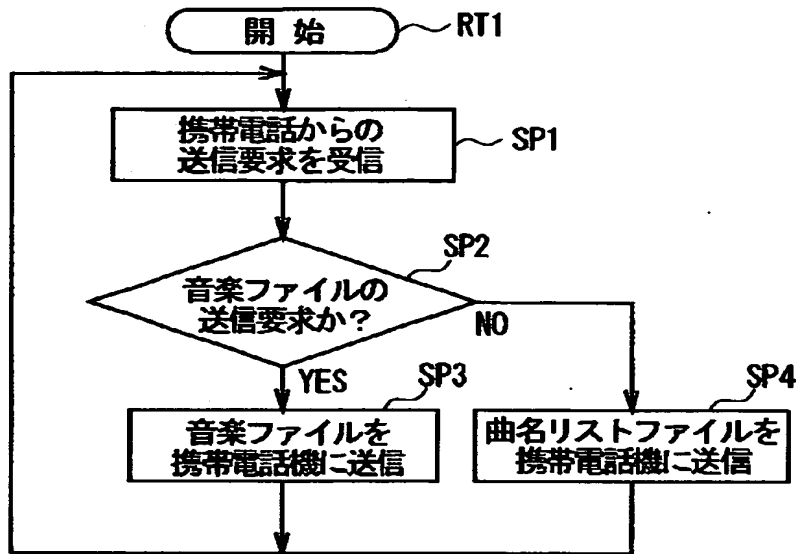 開始
RT1
携帯電話からの
送信要求を受信
SP1
SP2
音楽ファイルの
送信要求か?
NO
YES
SP3
音楽ファイルを
携帯電話機に送信
SP4
曲名リストファイルを
携帯電話機に送信